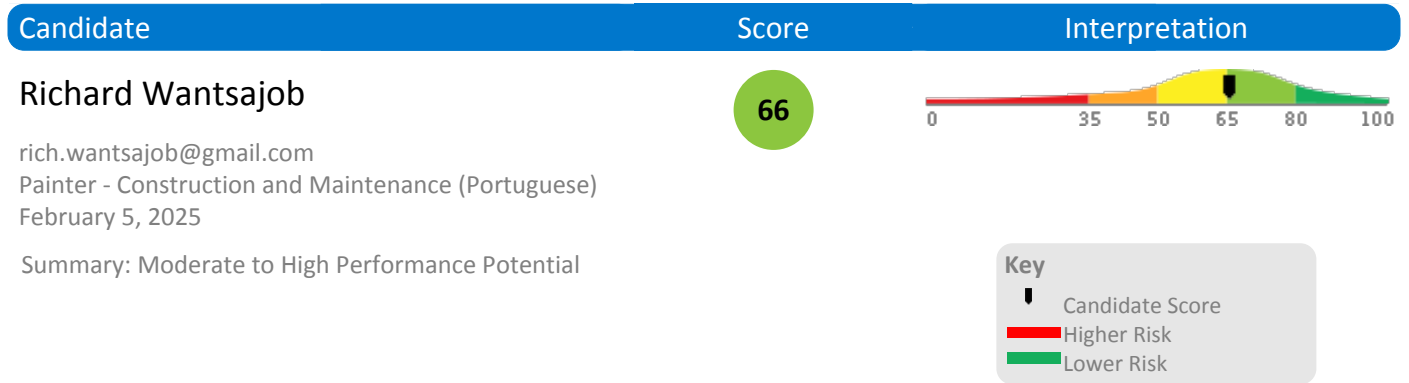 Candidate Score Interpretation
Richard Wantsajob
66
0 35 50 65 80 100
rich.wantsajob@gmail.com
Painter - Construction and Maintenance (Portuguese)
February 5, 2025
Summary: Moderate to High Performance Potential
Key
Candidate Score
Higher Risk
Lower Risk